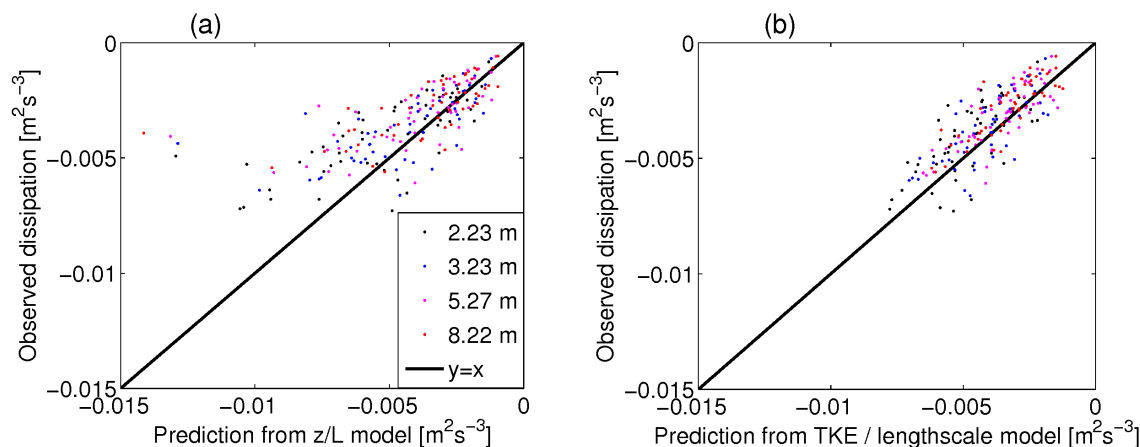 (a)
0
−0.005
−0.01
−0.015
−0.015
−0.01
−0.005
0
Observed dissipation [m²s⁻³]
Prediction from z/L model [m²s⁻³]
2.23 m
3.23 m
5.27 m
8.22 m
y=x
(b)
0
−0.005
−0.01
−0.015
−0.015
−0.01
−0.005
0
Observed dissipation [m²s⁻³]
Prediction from TKE / lengthscale model [m²s⁻³]